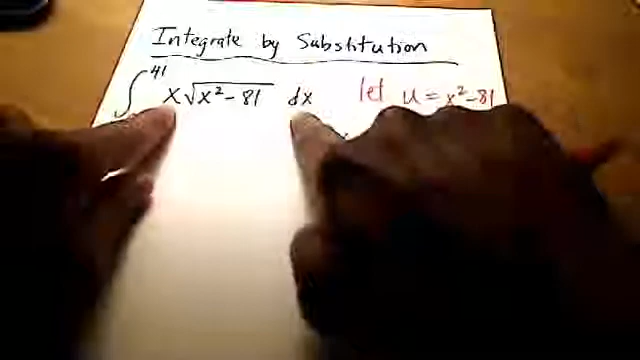 Integrate by Substitution
∫^41 x√(x² - 81) dx let u = x² - 81